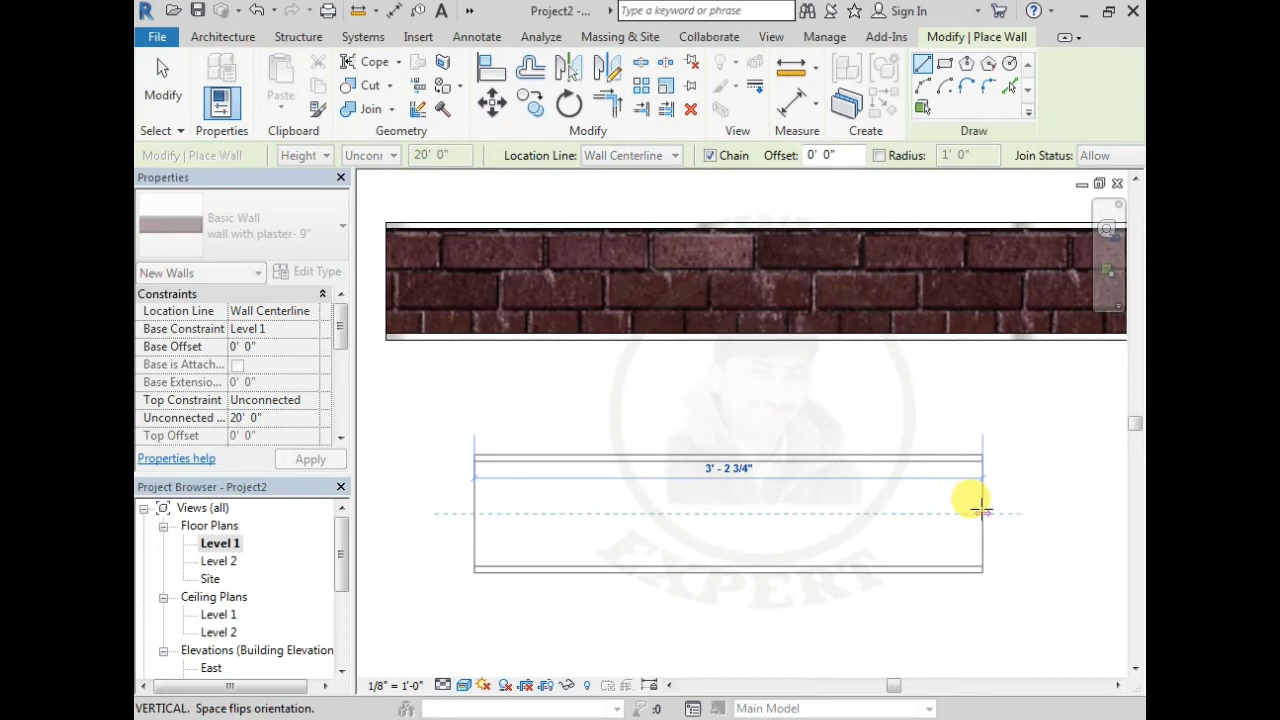 Project2 -...
Type a keyword or phrase
Sign In
File
Architecture
Structure
Systems
Insert
Annotate
Analyze
Massing & Site
Collaborate
View
Manage
Add-Ins
Modify | Place Wall
Modify
Paste
Cope
Cut
Join
Select
Properties
Clipboard
Geometry
Modify
View
Measure
Create
Draw
Modify | Place Wall
Height
Unconr
20' 0"
Location Line:
Wall Centerline
Chain
Offset:
0' 0"
Radius:
1' 0"
Join Status:
Allow
Properties
Basic Wall
wall with plaster- 9"
New Walls
Edit Type
Constraints
Location Line
Wall Centerline
Base Constraint
Level 1
Base Offset
0' 0"
Base is Attach...
Base Extensio...
0' 0"
Top Constraint
Unconnected
Unconnected ...
20' 0"
Top Offset
0' 0"
Properties help
Apply
Project Browser - Project2
Views (all)
Floor Plans
Level 1
Level 2
Site
Ceiling Plans
Level 1
Level 2
Elevations (Building Elevation
East
3' - 2 3/4"
EXPERT
1/8" = 1'-0"
VERTICAL. Space flips orientation.
:0
Main Model